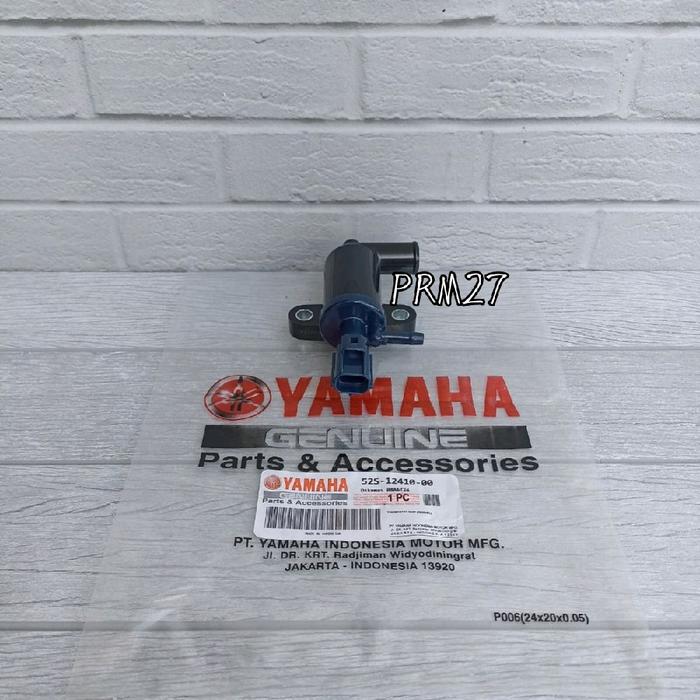 PRM27
YAMAHA
GENUINE
Parts & Accessories
YAMAHA
GENUINE
Parts & Accessories
52S-12410-00
1 PC
PT. YAMAHA INDONESIA MOTOR MFG.
JL. DR. KRT. Radjiman Widyodiningrat
JAKARTA - INDONESIA 13920
P006(24x20x0.05)